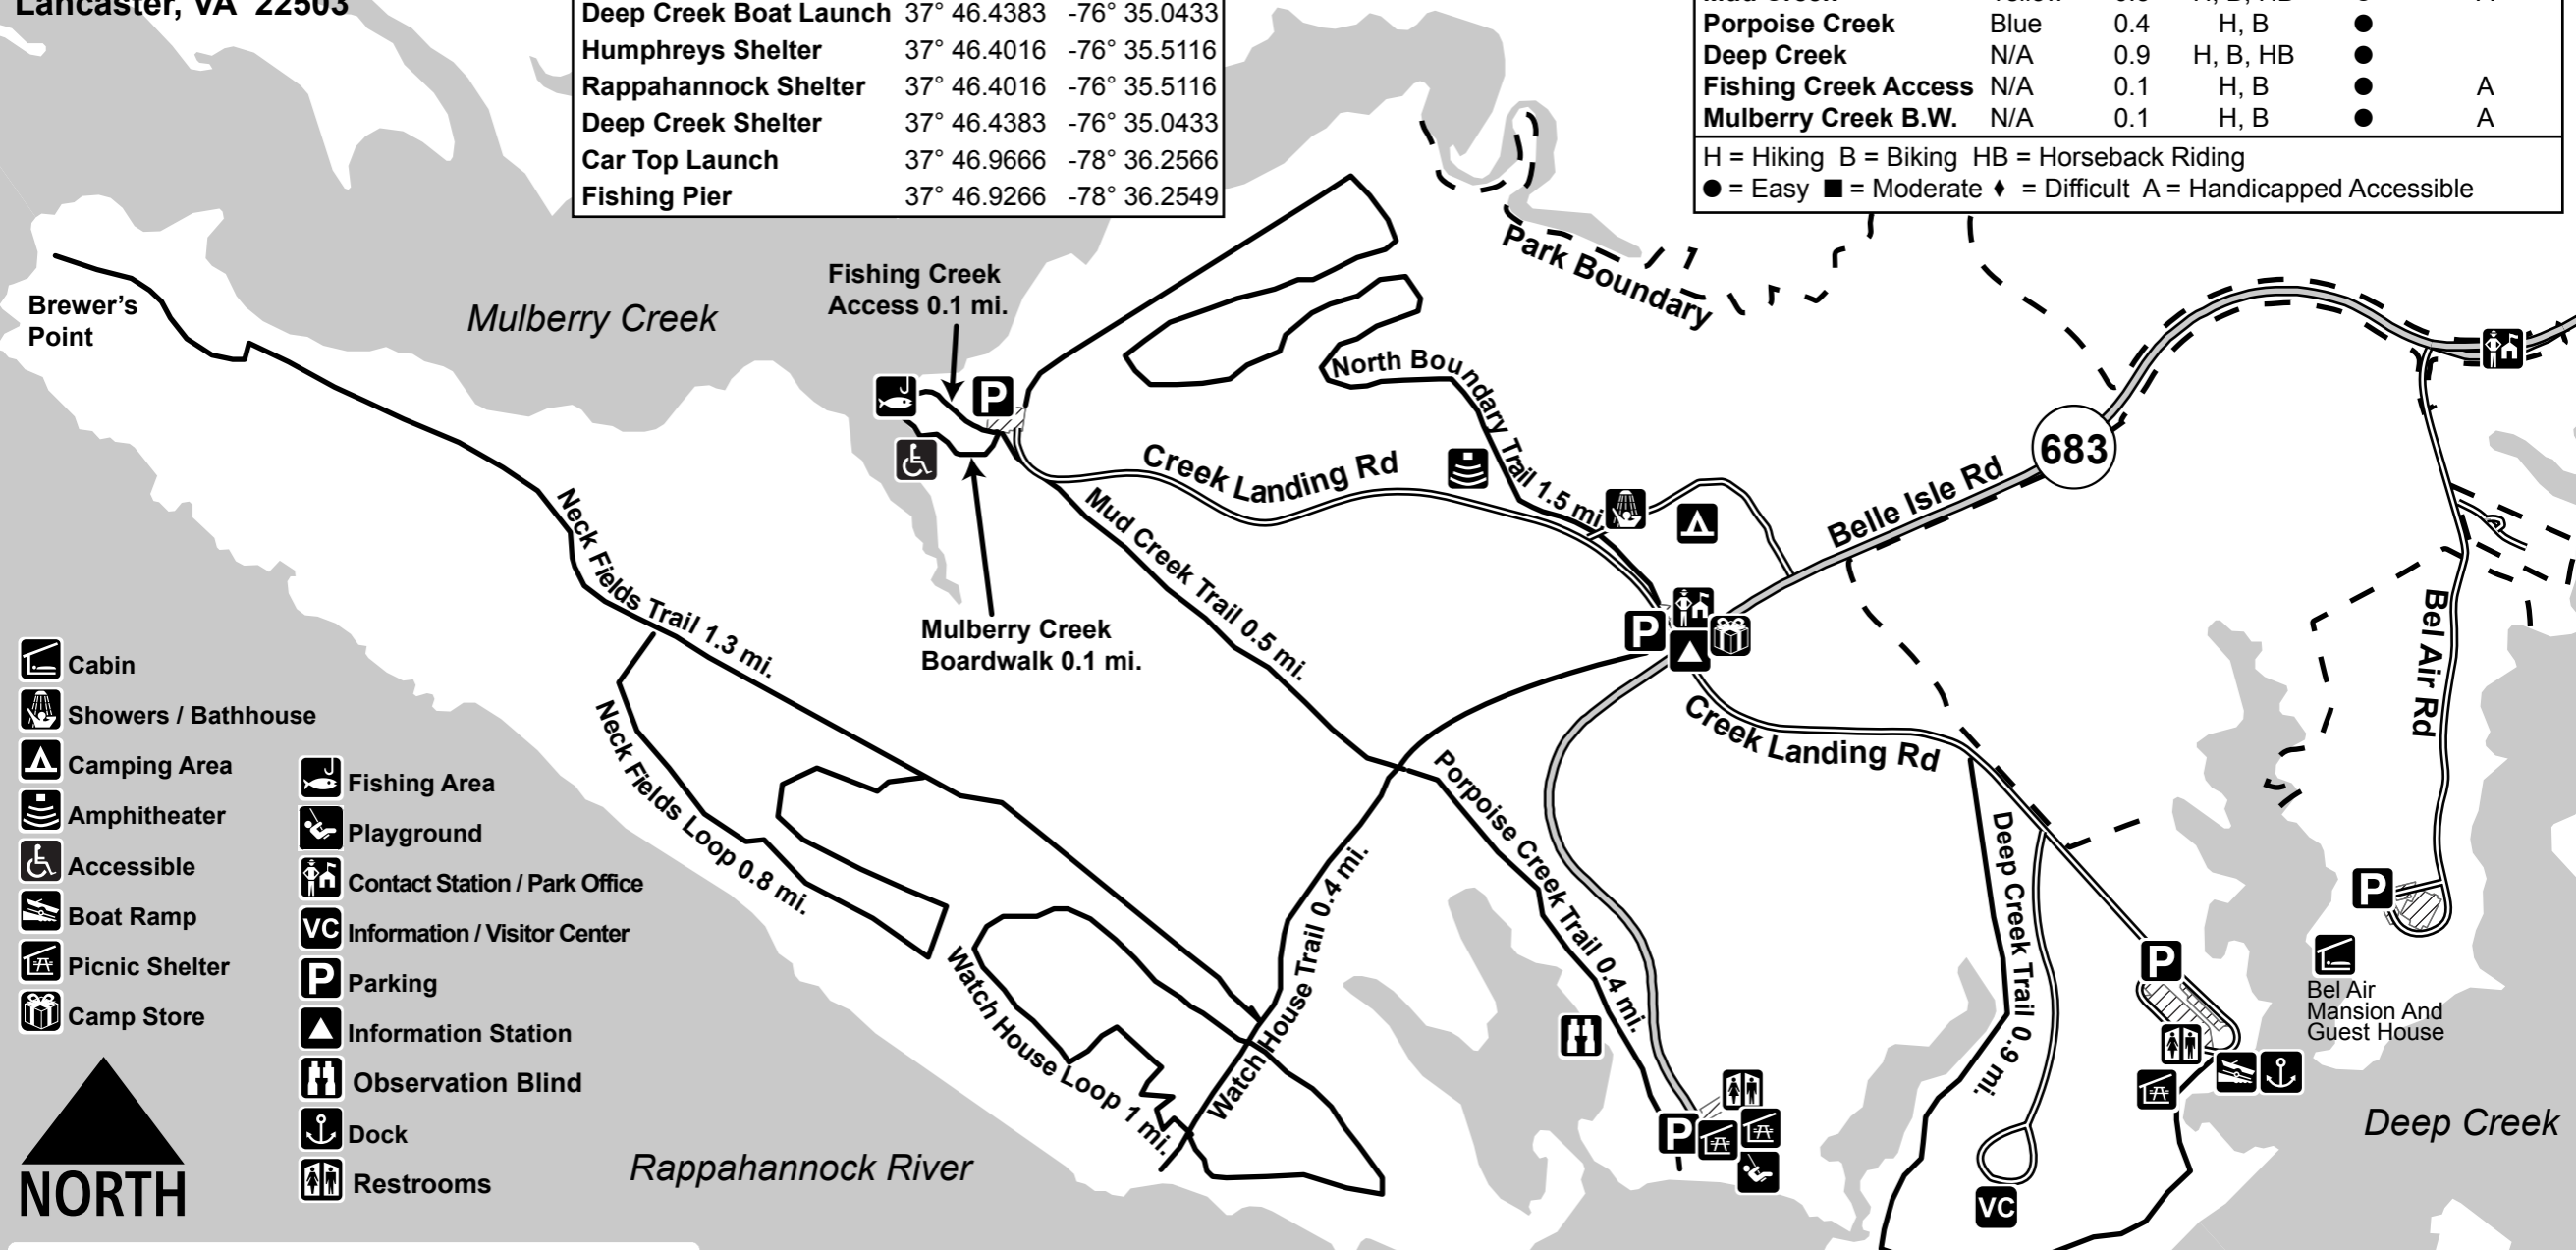 Lancaster, VA 22503
Deep Creek Boat Launch 37° 46.4383 -76° 35.0433
Humphreys Shelter 37° 46.4016 -76° 35.5116
Rappahannock Shelter 37° 46.4016 -76° 35.5116
Deep Creek Shelter 37° 46.4383 -76° 35.0433
Car Top Launch 37° 46.9666 -78° 36.2566
Fishing Pier 37° 46.9266 -78° 36.2549
Porpoise Creek Blue 0.4 H, B ●
Deep Creek N/A 0.9 H, B, HB ●
Fishing Creek Access N/A 0.1 H, B ● A
Mulberry Creek B.W. N/A 0.1 H, B ● A
H = Hiking B = Biking HB = Horseback Riding
● = Easy ■ = Moderate ♦ = Difficult A = Handicapped Accessible
Park Boundary
Brewer's
Point
Mulberry Creek
Fishing Creek
Access 0.1 mi.
P
North Boundary Trail 1.5 mi.
683
Belle Isle Rd
Creek Landing Rd
Mud Creek Trail 0.5 mi.
Neck Fields Trail 1.3 mi.
Mulberry Creek
Boardwalk 0.1 mi.
P
Bel Air Rd
Creek Landing Rd
Neck Fields Loop 0.8 mi.
Porpoise Creek Trail 0.4 mi.
Watch House Trail 0.4 mi.
Watch House Loop 1 mi.
Deep Creek Trail 0.9 mi.
P
P
Bel Air
Mansion And
Guest House
P
VC
Deep Creek
Rappahannock River
Cabin
Showers / Bathhouse
Camping Area
Amphitheater
Accessible
Boat Ramp
Picnic Shelter
Camp Store
Fishing Area
Playground
Contact Station / Park Office
VC Information / Visitor Center
P Parking
Information Station
Observation Blind
Dock
Restrooms
NORTH